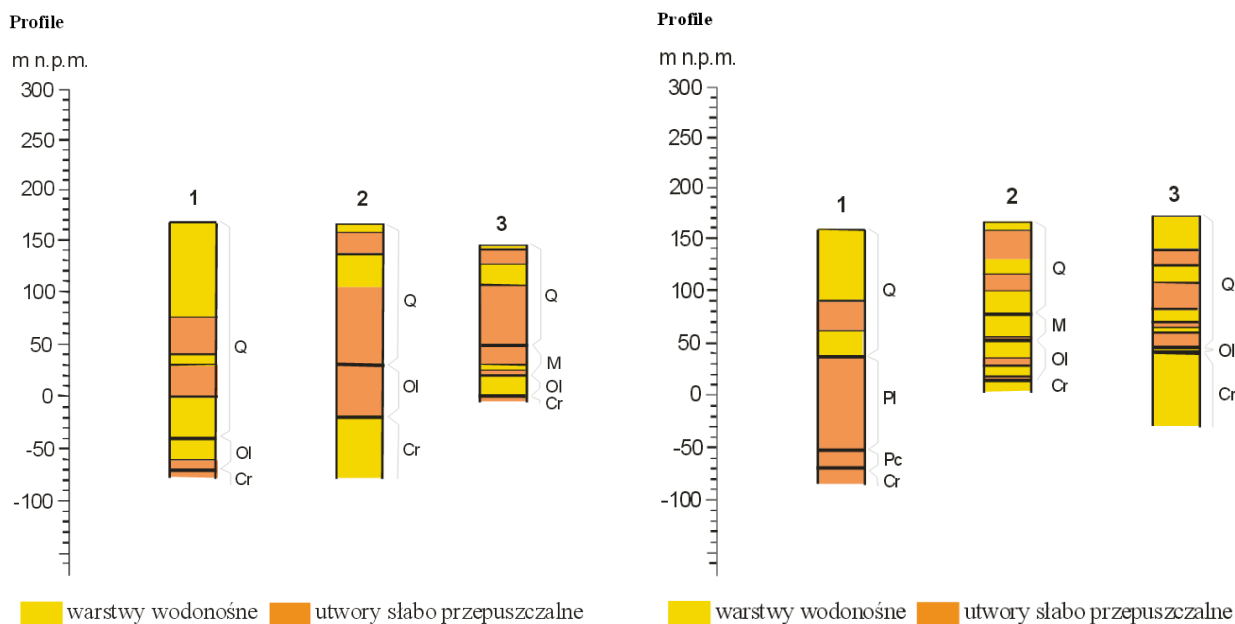 Profile
m n.p.m.
300
250
200
150
100
50
0
-50
-100
1
Q
Ol
Cr
2
Q
Ol
Cr
3
Q
M
Ol
Cr
warstwy wodonośne
utwory słabo przepuszczalne
Profile
m n.p.m.
300
250
200
150
100
50
0
-50
-100
1
Q
Pl
Pc
Cr
2
Q
M
Ol
Cr
3
Q
Ol
Cr
warstwy wodonośne
utwory słabo przepuszczalne